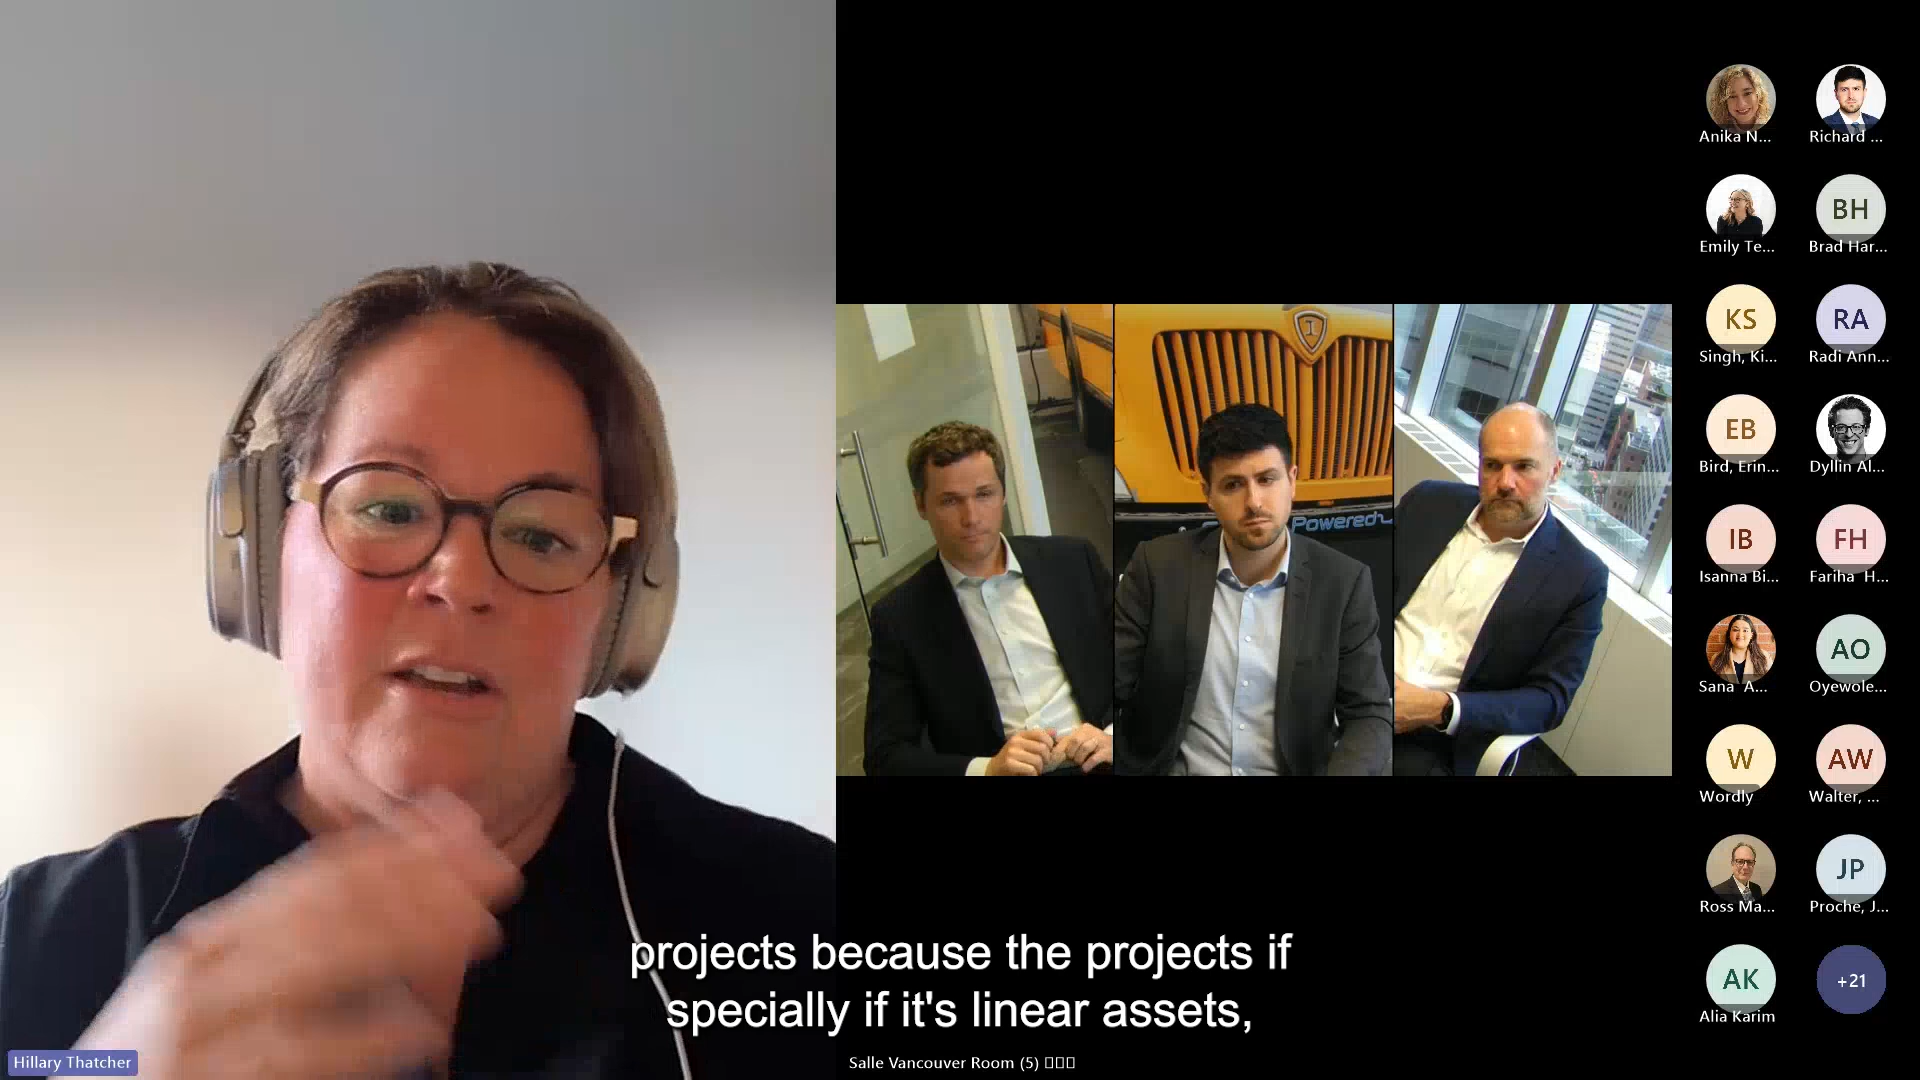 Anika N...
Richard ...
Emily Te...
BH
Brad Har...
KS
Singh, Ki...
RA
Radi Ann...
EB
Bird, Erin...
Dyllin Al...
IB
Isanna Bi...
FH
Fariha H...
Sana A...
AO
Oyewole...
W
Wordly
AW
Walter, ...
Ross Ma...
JP
Proche, J...
AK
Alia Karim
+21
I
Powered
projects because the projects if
specially if it's linear assets,
Hillary Thatcher
Salle Vancouver Room (5) □□□